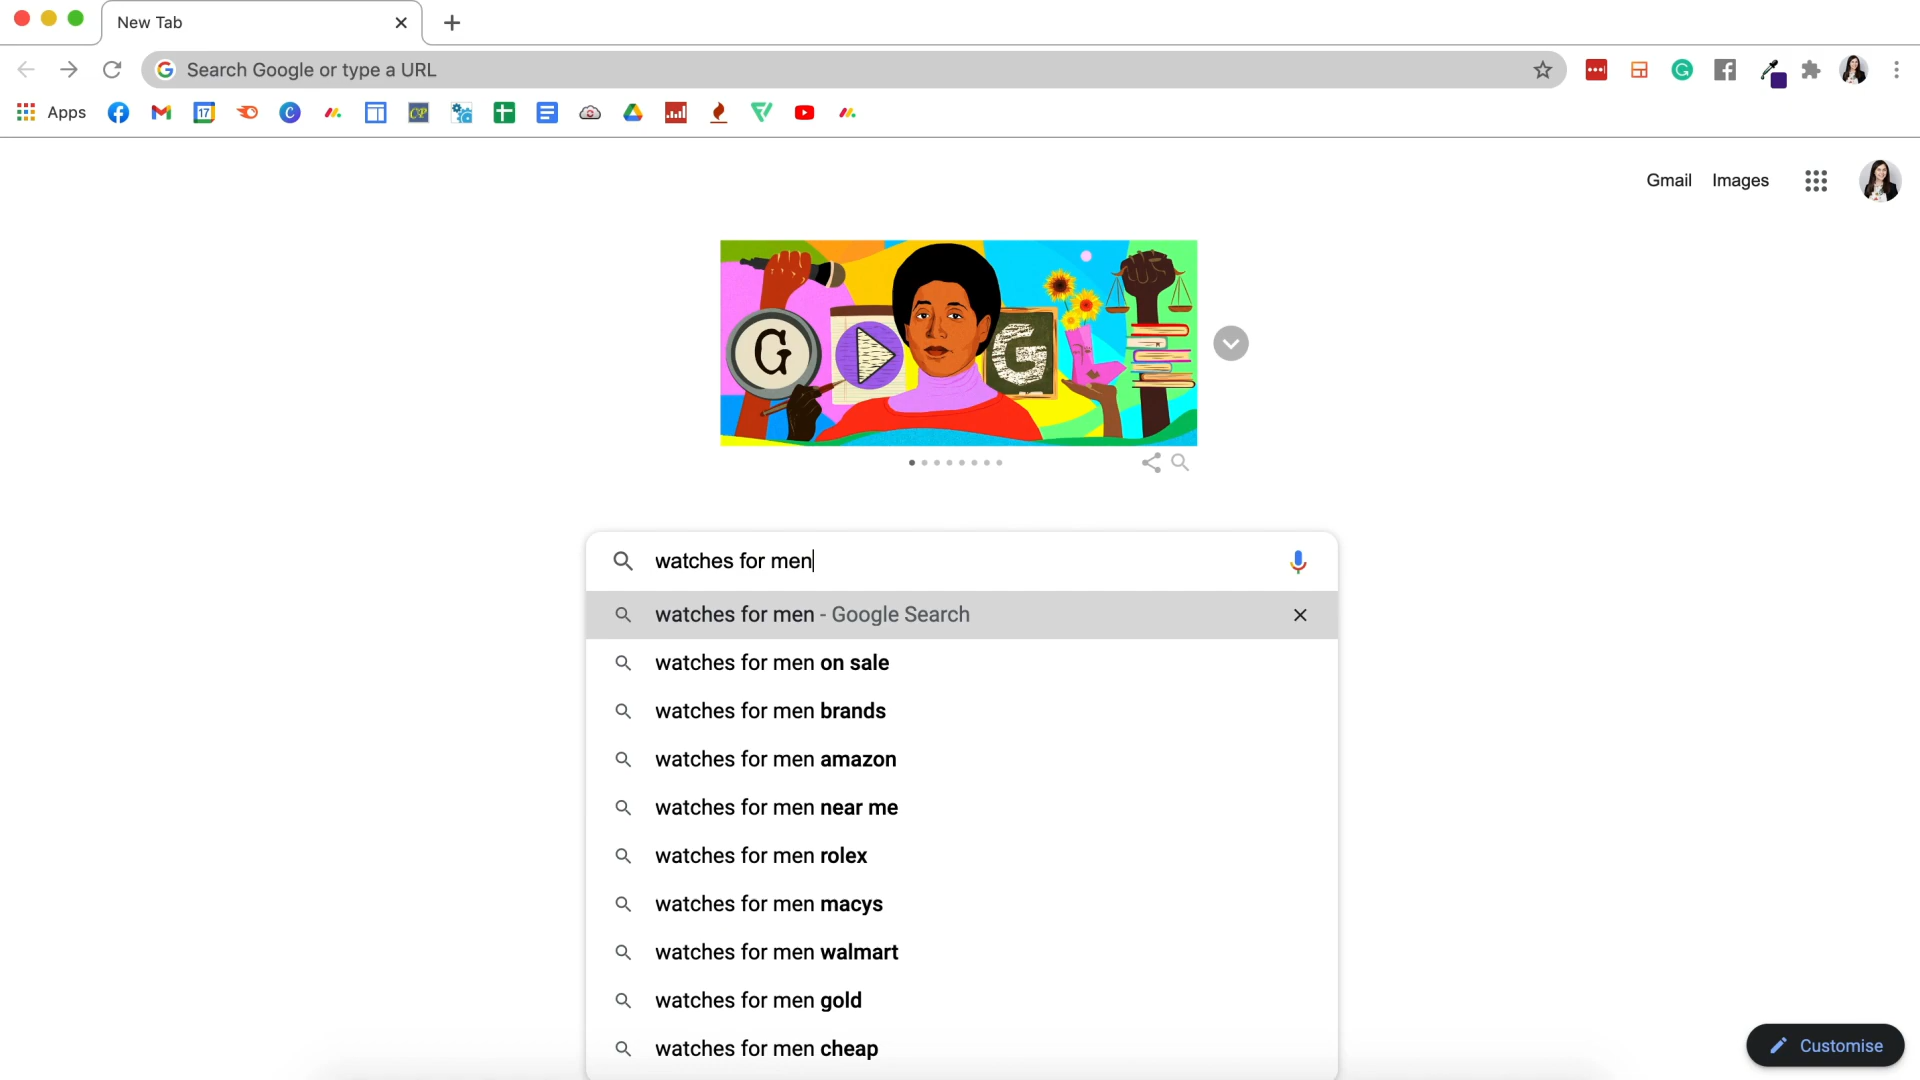 New Tab
Search Google or type a URL
Apps
Gmail Images
watches for men
watches for men - Google Search
watches for men on sale
watches for men brands
watches for men amazon
watches for men near me
watches for men rolex
watches for men macys
watches for men walmart
watches for men gold
watches for men cheap
Customise